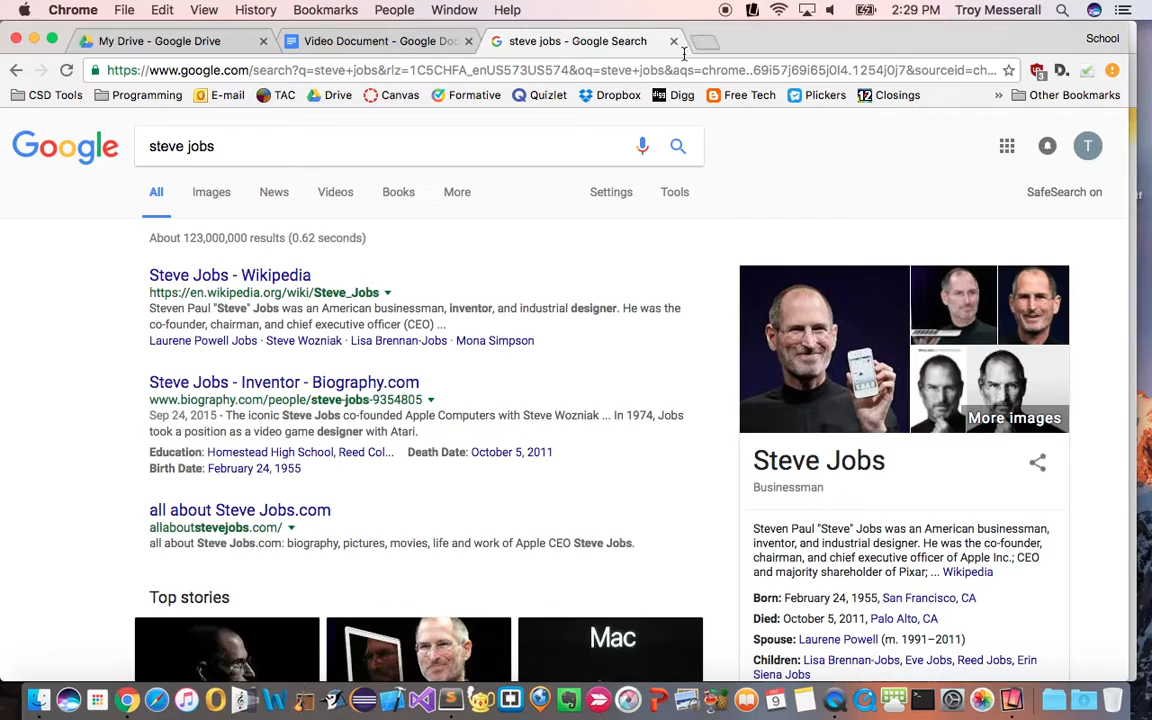 Chrome File Edit View History Bookmarks People Window Help 2:29 PM Troy Messerall
My Drive - Google Drive Video Document - Google Doc steve jobs - Google Search School
https://www.google.com/search?q=steve+jobs&rlz=1C5CHFA_enUS573US574&oq=steve+jobs&aqs=chrome..69i57j69i65j0l4.1254j0j7&sourceid=ch...
CSD Tools Programming E-mail TAC Drive Canvas Formative Quizlet Dropbox Digg Free Tech Plickers Closings » Other Bookmarks
Google steve jobs T
All Images News Videos Books More Settings Tools SafeSearch on
About 123,000,000 results (0.62 seconds)
Steve Jobs - Wikipedia
https://en.wikipedia.org/wiki/Steve_Jobs
Steven Paul "Steve" Jobs was an American businessman, inventor, and industrial designer. He was the
co-founder, chairman, and chief executive officer (CEO) ...
Laurene Powell Jobs · Steve Wozniak · Lisa Brennan-Jobs · Mona Simpson
Steve Jobs - Inventor - Biography.com
www.biography.com/people/steve-jobs-9354805
Sep 24, 2015 - The iconic Steve Jobs co-founded Apple Computers with Steve Wozniak ... In 1974, Jobs
took a position as a video game designer with Atari.
Education: Homestead High School, Reed Col... Death Date: October 5, 2011
Birth Date: February 24, 1955
all about Steve Jobs.com
allaboutstevejobs.com/
all about Steve Jobs.com: biography, pictures, movies, life and work of Apple CEO Steve Jobs.
Top stories
Mac
More images
Steve Jobs
Businessman
Steven Paul "Steve" Jobs was an American businessman,
inventor, and industrial designer. He was the co-founder,
chairman, and chief executive officer of Apple Inc.; CEO
and majority shareholder of Pixar; ... Wikipedia
Born: February 24, 1955, San Francisco, CA
Died: October 5, 2011, Palo Alto, CA
Spouse: Laurene Powell (m. 1991–2011)
Children: Lisa Brennan-Jobs, Eve Jobs, Reed Jobs, Erin
Siena Jobs